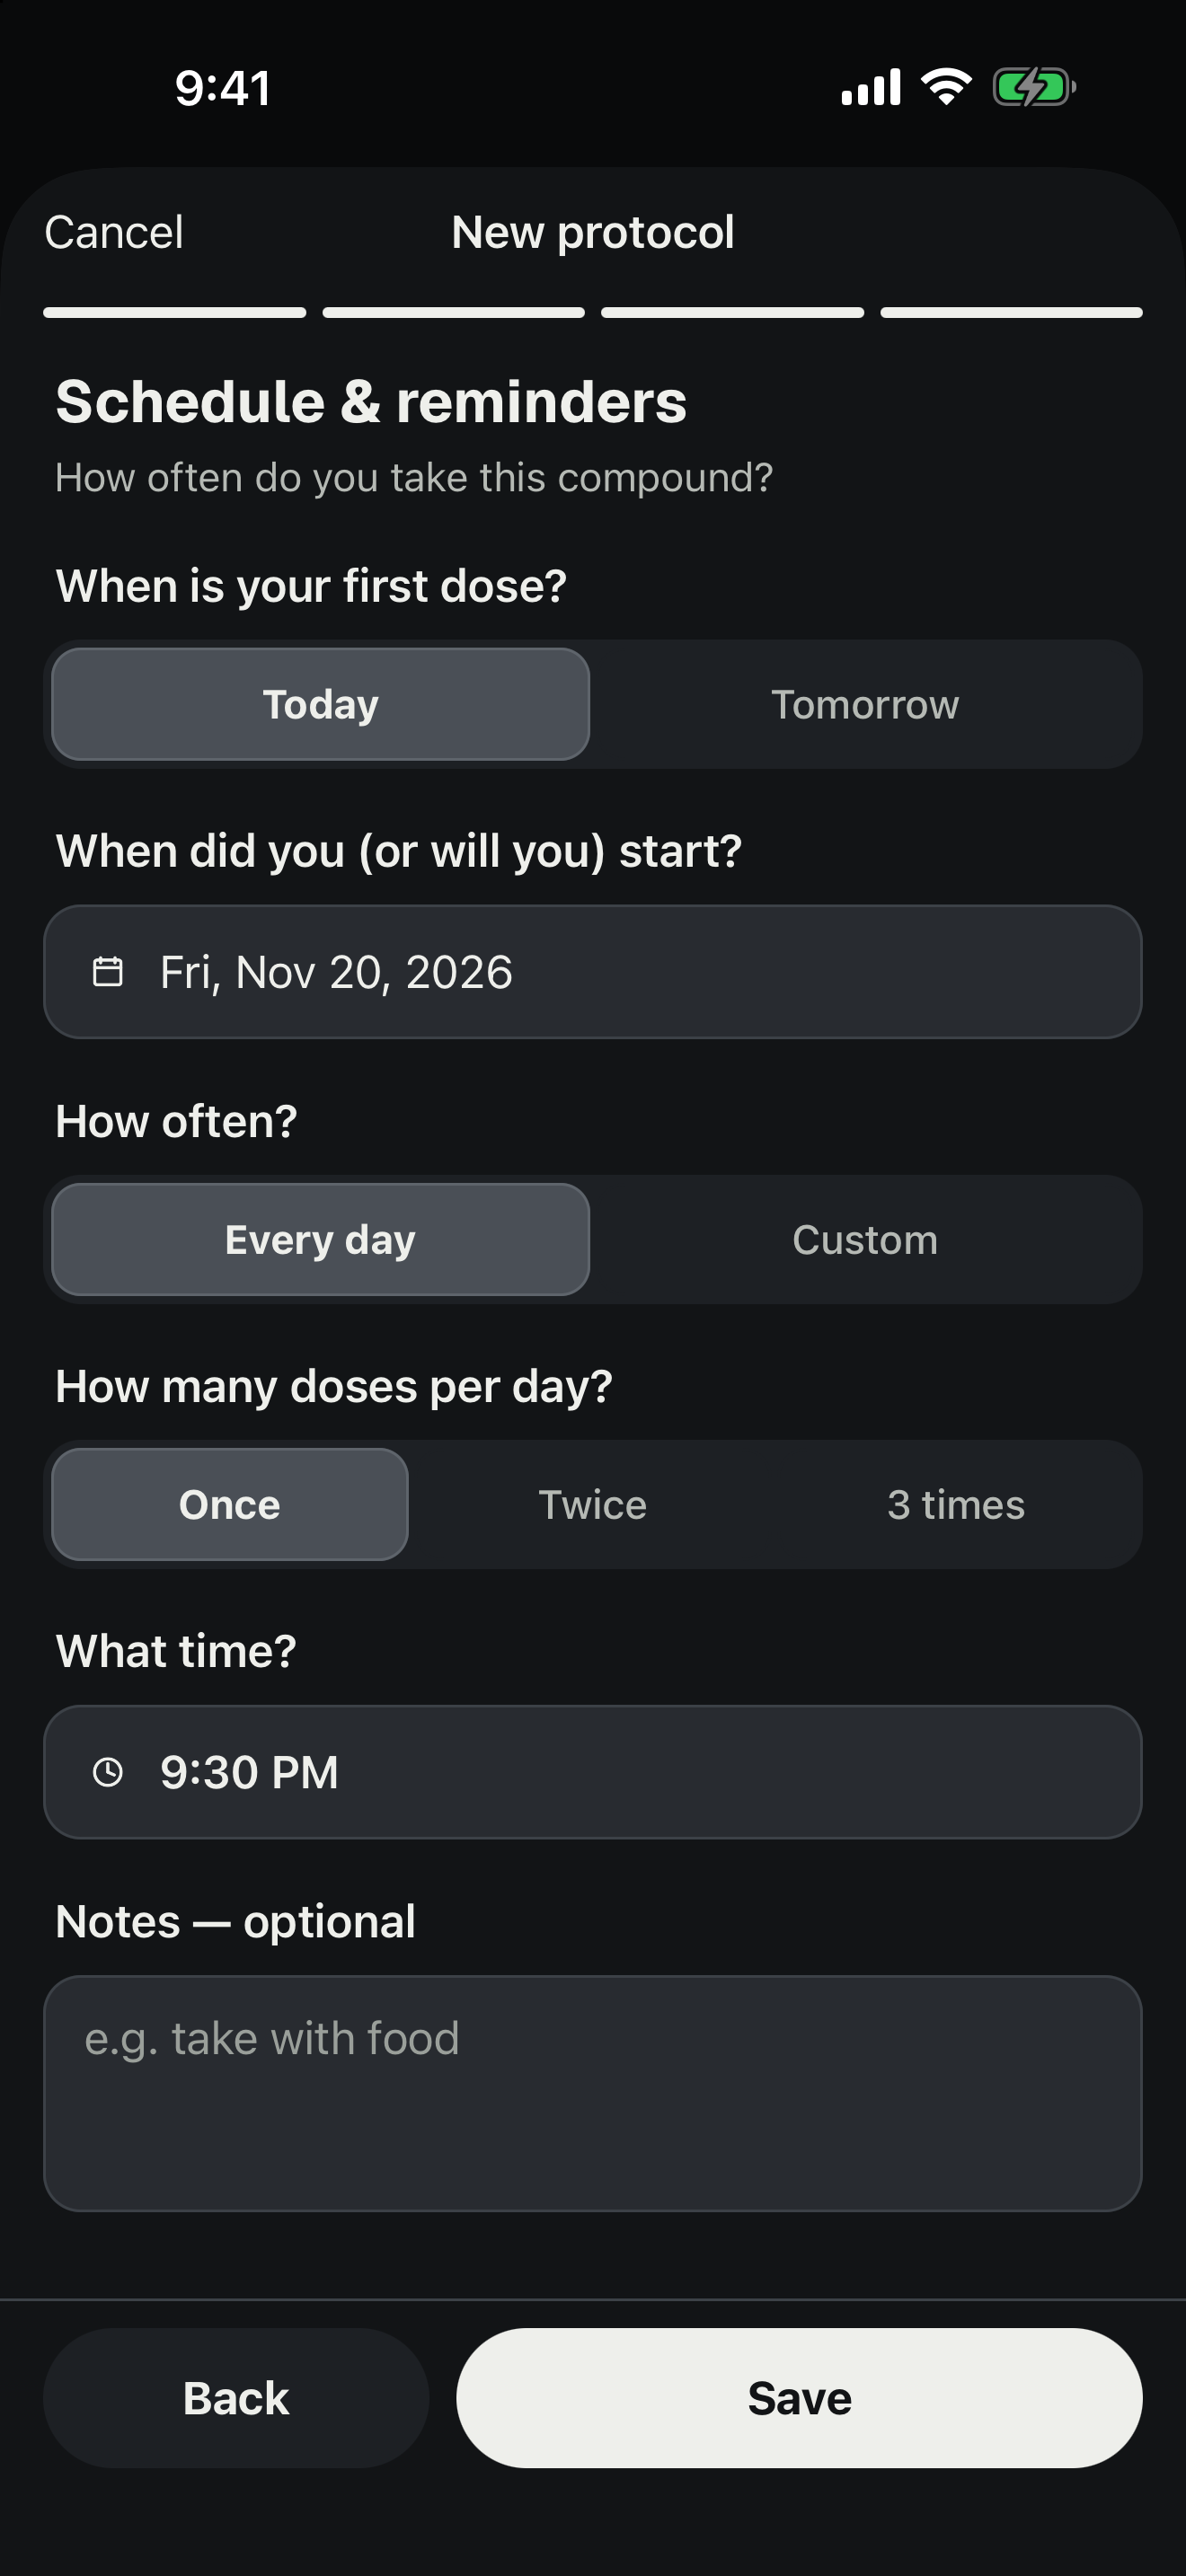 9:41
Cancel
New protocol
Schedule & reminders
How often do you take this compound?
When is your first dose?
Today
Tomorrow
When did you (or will you) start?
Fri, Nov 20, 2026
How often?
Every day
Custom
How many doses per day?
Once
Twice
3 times
What time?
9:30 PM
Notes — optional
e.g. take with food
Back
Save